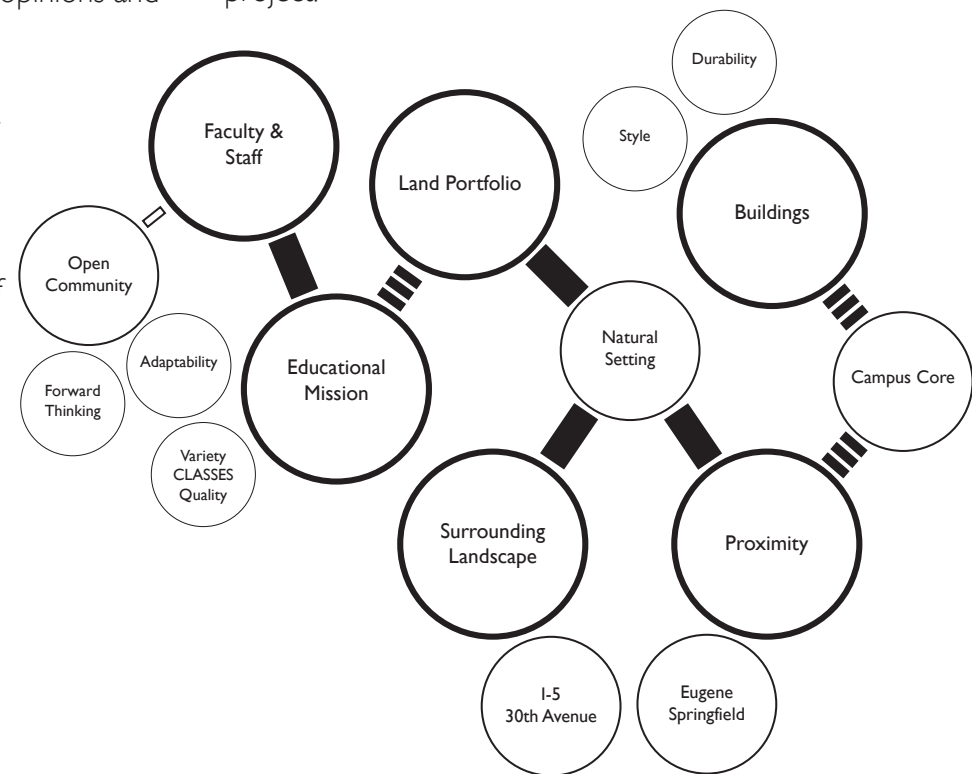 opinions and
project.
Durability
Style
Faculty &
Staff
Land Portfolio
Buildings
Open
Community
Natural
Setting
Adaptability
Educational
Mission
Campus Core
Forward
Thinking
Variety
CLASSES
Quality
Surrounding
Landscape
Proximity
I-5
30th Avenue
Eugene
Springfield